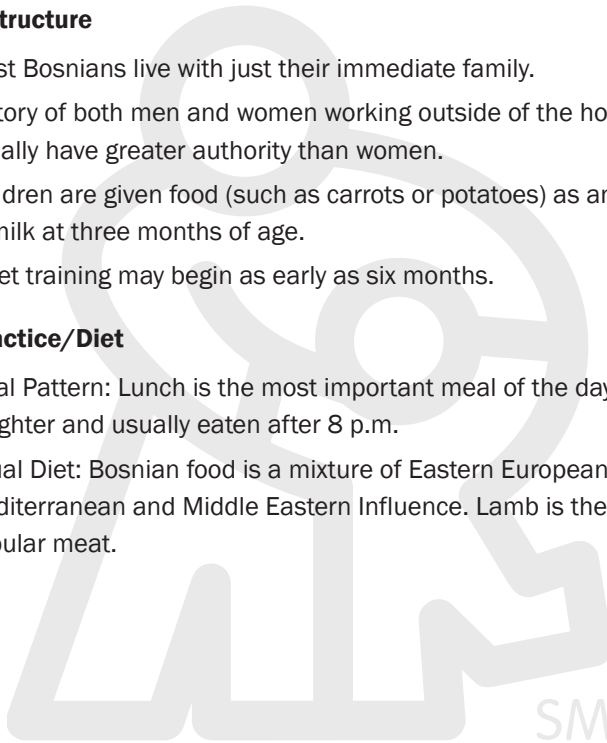 tructure
st Bosnians live with just their immediate family.
tory of both men and women working outside of the ho
ally have greater authority than women.
dren are given food (such as carrots or potatoes) as an
milk at three months of age.
et training may begin as early as six months.
actice/Diet
al Pattern: Lunch is the most important meal of the day
ghter and usually eaten after 8 p.m.
ual Diet: Bosnian food is a mixture of Eastern European
diterranean and Middle Eastern Influence. Lamb is the
pular meat.
SM